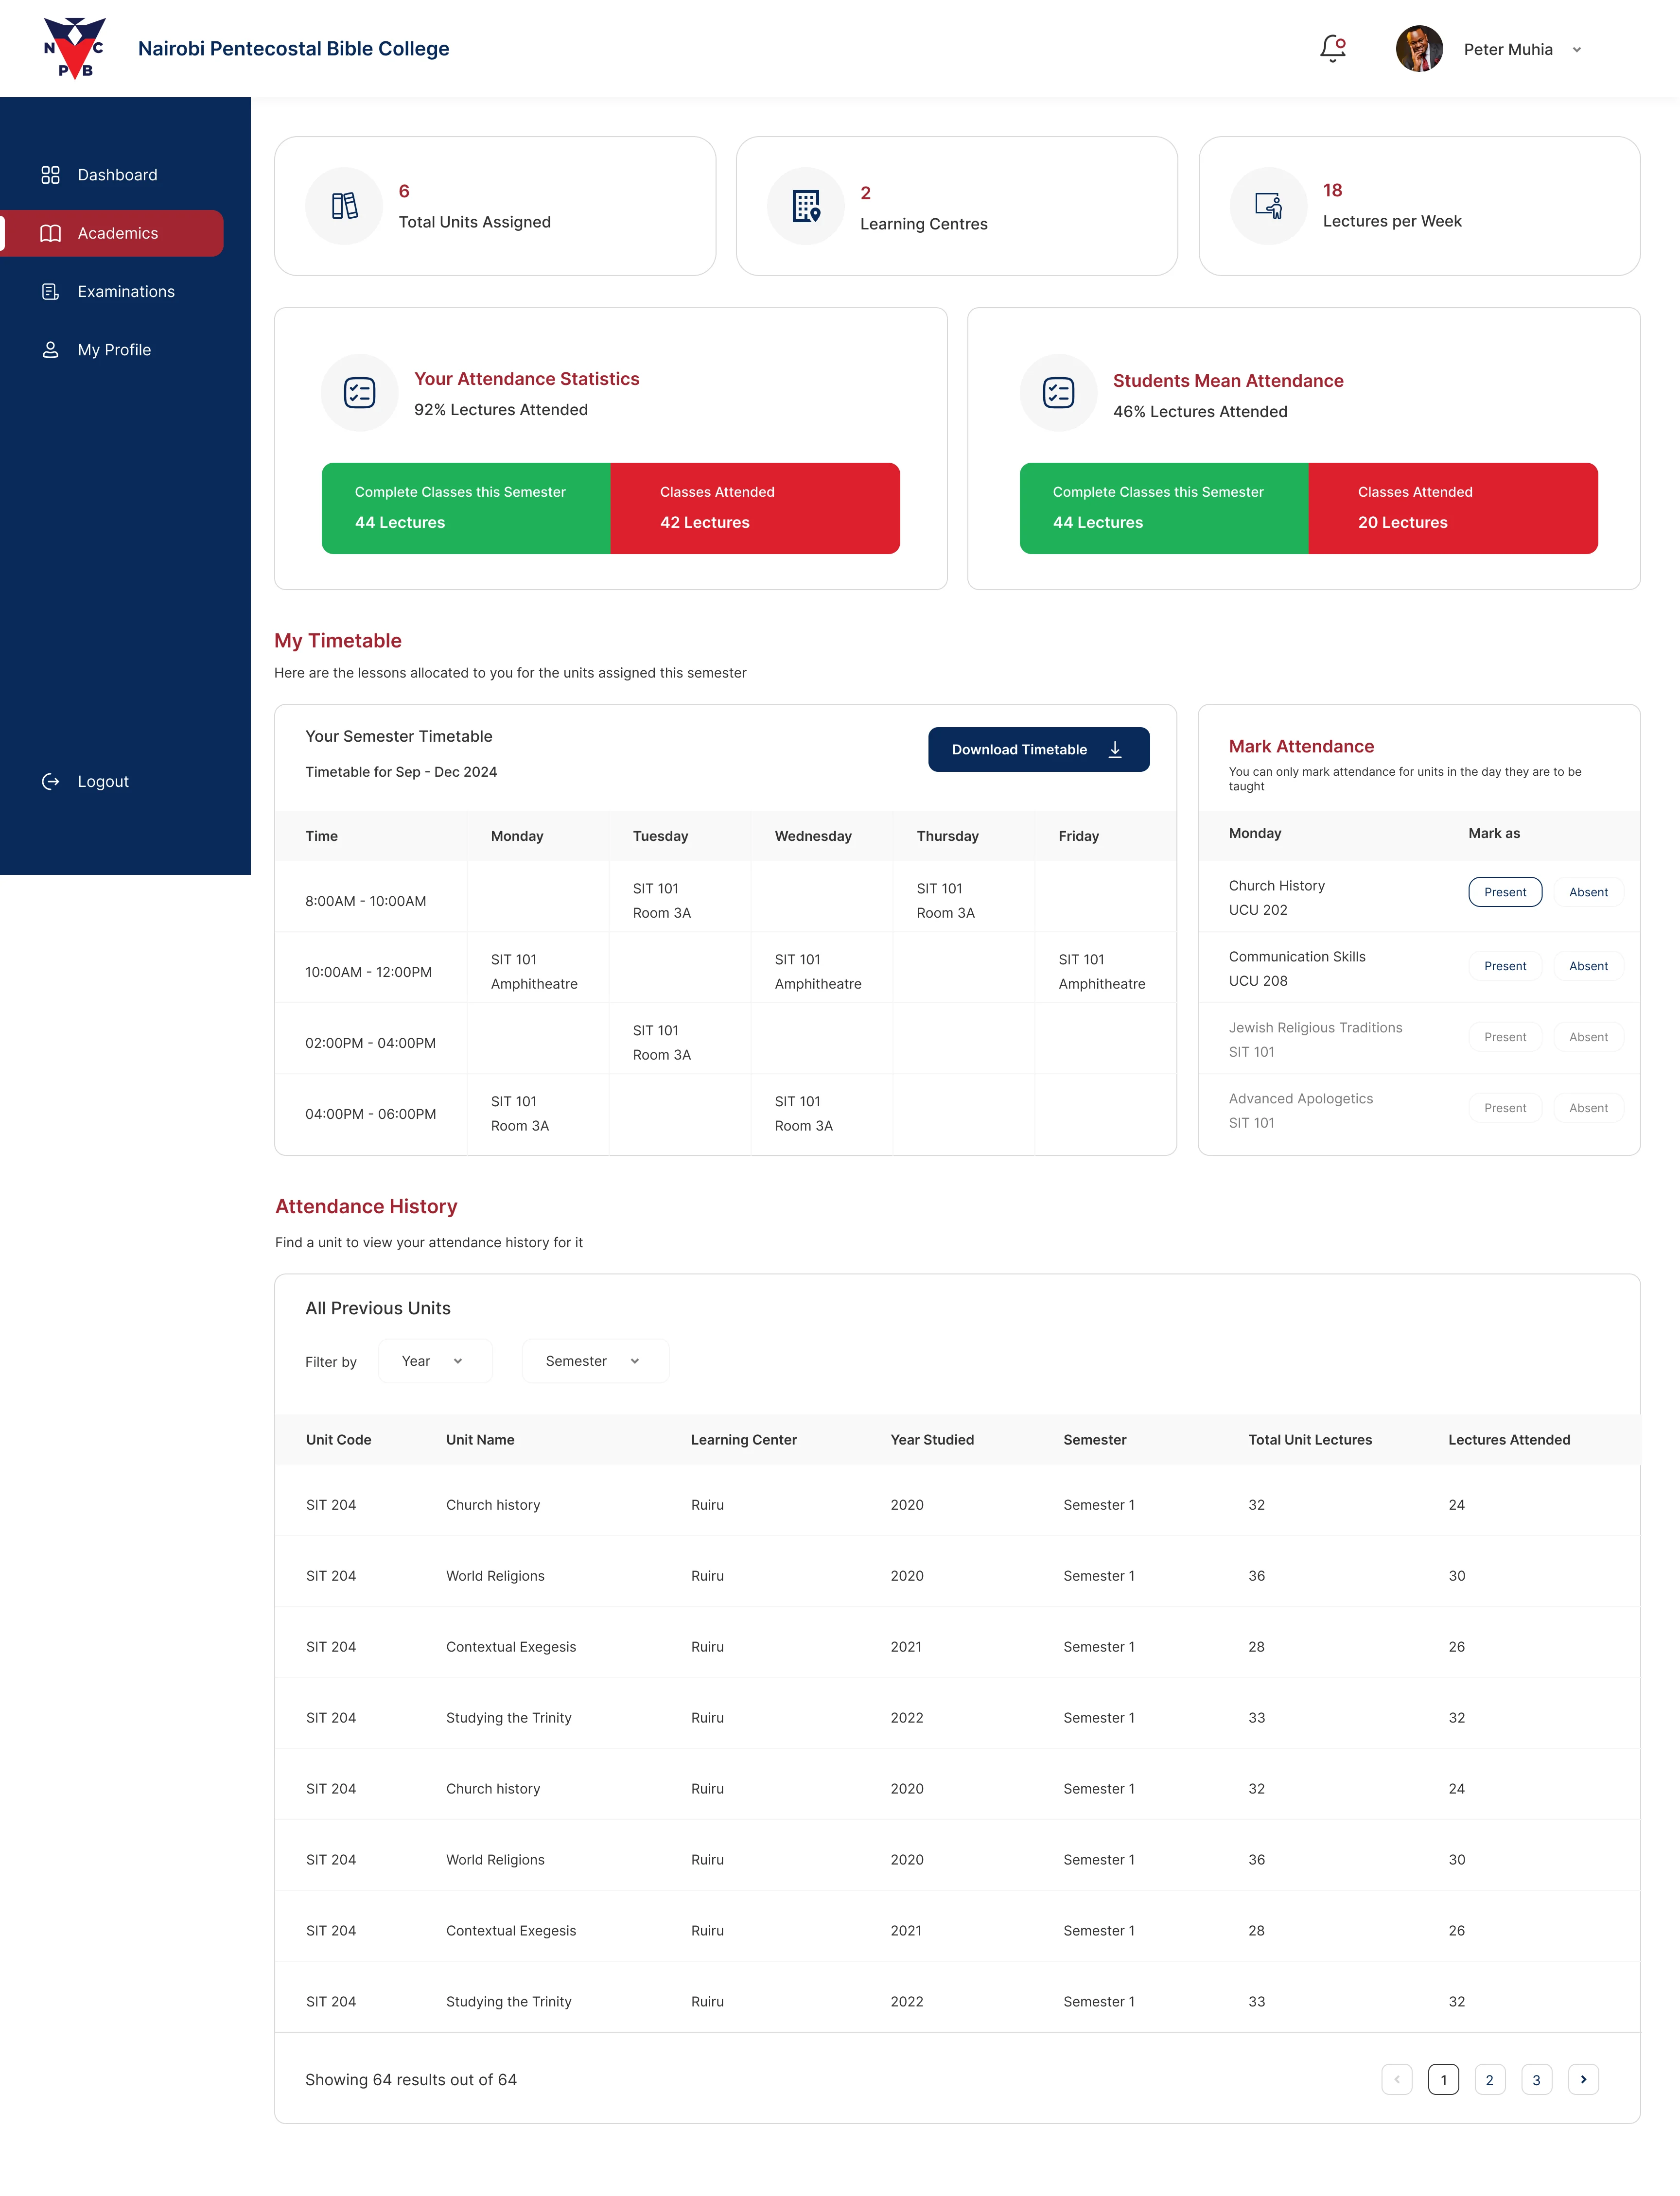 N C
P B
Nairobi Pentecostal Bible College
Peter Muhia
Dashboard
Academics
Examinations
My Profile
Logout
6
Total Units Assigned
2
Learning Centres
18
Lectures per Week
Your Attendance Statistics
92% Lectures Attended
Complete Classes this Semester
44 Lectures
Classes Attended
42 Lectures
Students Mean Attendance
46% Lectures Attended
Complete Classes this Semester
44 Lectures
Classes Attended
20 Lectures
My Timetable
Here are the lessons allocated to you for the units assigned this semester
Your Semester Timetable
Timetable for Sep - Dec 2024
Download Timetable
Time Monday Tuesday Wednesday Thursday Friday
8:00AM - 10:00AM
SIT 101 SIT 101
Room 3A Room 3A
10:00AM - 12:00PM
SIT 101 SIT 101 SIT 101
Amphitheatre Amphitheatre Amphitheatre
02:00PM - 04:00PM
SIT 101
Room 3A
04:00PM - 06:00PM
SIT 101 SIT 101
Room 3A Room 3A
Mark Attendance
You can only mark attendance for units in the day they are to be
taught
Monday Mark as
Church History
UCU 202
Present Absent
Communication Skills
UCU 208
Present Absent
Jewish Religious Traditions
SIT 101
Present Absent
Advanced Apologetics
SIT 101
Present Absent
Attendance History
Find a unit to view your attendance history for it
All Previous Units
Filter by Year Semester
Unit Code Unit Name Learning Center Year Studied Semester Total Unit Lectures Lectures Attended
SIT 204 Church history Ruiru 2020 Semester 1 32 24
SIT 204 World Religions Ruiru 2020 Semester 1 36 30
SIT 204 Contextual Exegesis Ruiru 2021 Semester 1 28 26
SIT 204 Studying the Trinity Ruiru 2022 Semester 1 33 32
SIT 204 Church history Ruiru 2020 Semester 1 32 24
SIT 204 World Religions Ruiru 2020 Semester 1 36 30
SIT 204 Contextual Exegesis Ruiru 2021 Semester 1 28 26
SIT 204 Studying the Trinity Ruiru 2022 Semester 1 33 32
Showing 64 results out of 64
1 2 3